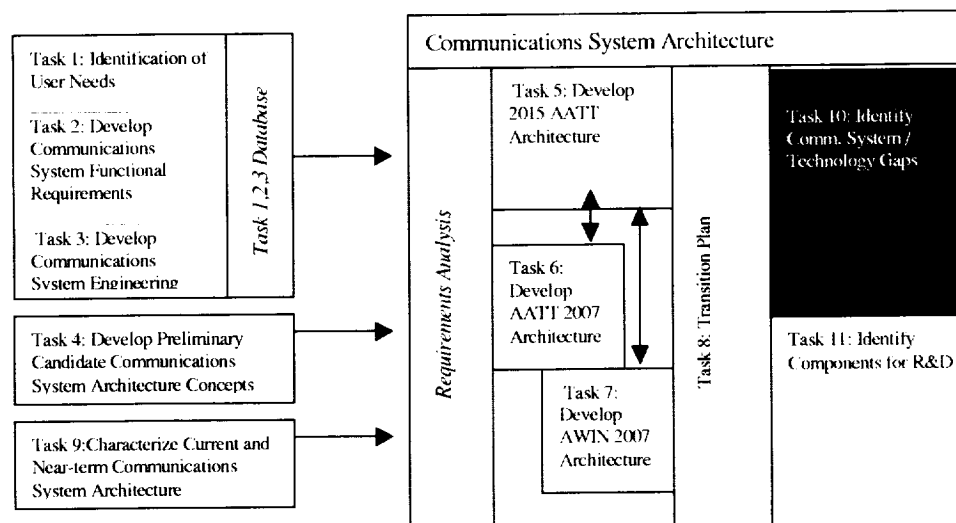 Task 1: Identification of
User Needs
Task 2: Develop
Communications
System Functional
Requirements
Task 3: Develop
Communications
System Engineering
Task 1,2,3 Database
Task 4: Develop Preliminary
Candidate Communications
System Architecture Concepts
Task 9:Characterize Current and
Near-term Communications
System Architecture
Communications System Architecture
Requirements Analysis
Task 5: Develop
2015 AATT
Architecture
Task 6:
Develop
AATT 2007
Architecture
Task 7:
Develop
AWIN 2007
Architecture
Task 8: Transition Plan
Task 10: Identify
Comm. System /
Technology Gaps
Task 11: Identify
Components for R&D